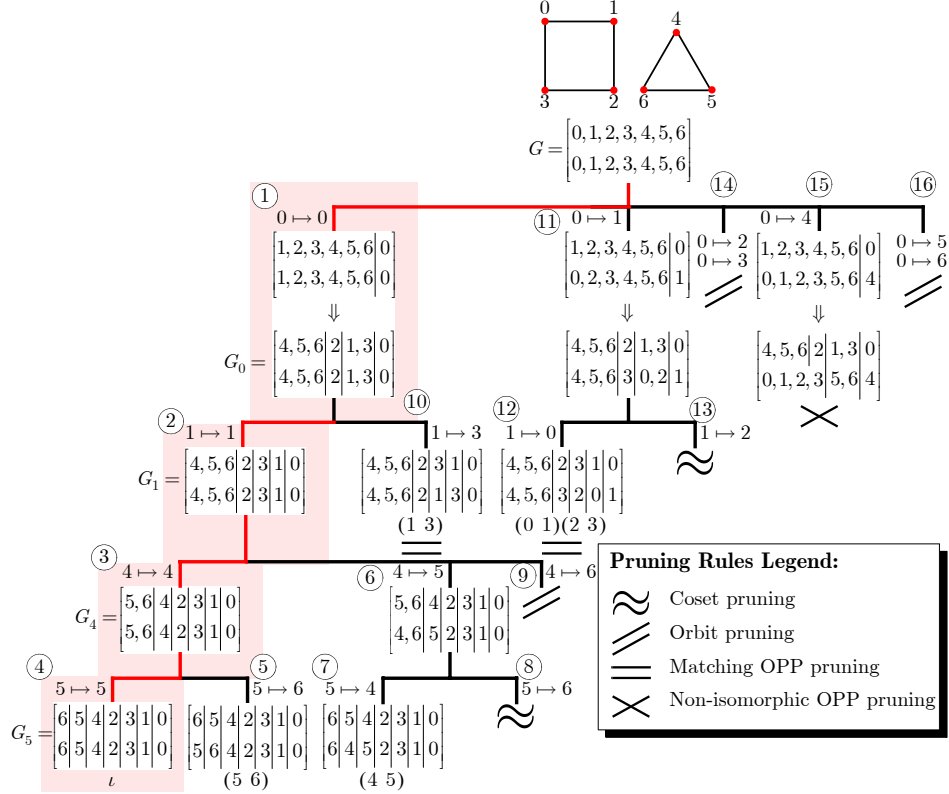 0 1
4
3 2
6 5
G = [0, 1, 2, 3, 4, 5, 6
0, 1, 2, 3, 4, 5, 6]
① ⑪ ⑭ ⑮ ⑯
0 ↦ 0 0 ↦ 1 0 ↦ 4
0 ↦ 2 0 ↦ 5
0 ↦ 3 0 ↦ 6
[1, 2, 3, 4, 5, 6 | 0
1, 2, 3, 4, 5, 6 | 0]
[1, 2, 3, 4, 5, 6 | 0
0, 2, 3, 4, 5, 6 | 1]
[1, 2, 3, 4, 5, 6 | 0
0, 1, 2, 3, 5, 6 | 4]
⇓ ⇓ ⇓
G₀ = [4, 5, 6 | 2 | 1, 3 | 0
4, 5, 6 | 2 | 1, 3 | 0]
[4, 5, 6 | 2 | 1, 3 | 0
4, 5, 6 | 3 | 0, 2 | 1]
[4, 5, 6 | 2 | 1, 3 | 0
0, 1, 2, 3 | 5, 6 | 4]
② ⑩ ⑫ ⑬
1 ↦ 1 1 ↦ 3 1 ↦ 0 1 ↦ 2
G₁ = [4, 5, 6 | 2 | 3 | 1 | 0
4, 5, 6 | 2 | 3 | 1 | 0]
[4, 5, 6 | 2 | 3 | 1 | 0
4, 5, 6 | 2 | 1 | 3 | 0]
(1 3)
[4, 5, 6 | 2 | 3 | 1 | 0
4, 5, 6 | 3 | 2 | 0 | 1]
(0 1)(2 3)
③ ⑥ ⑨
4 ↦ 4 4 ↦ 5 4 ↦ 6
G₄ = [5, 6 | 4 | 2 | 3 | 1 | 0
5, 6 | 4 | 2 | 3 | 1 | 0]
[5, 6 | 4 | 2 | 3 | 1 | 0
4, 6 | 5 | 2 | 3 | 1 | 0]
④ ⑤ ⑦ ⑧
5 ↦ 5 5 ↦ 6 5 ↦ 4 5 ↦ 6
G₅ = [6 | 5 | 4 | 2 | 3 | 1 | 0
6 | 5 | 4 | 2 | 3 | 1 | 0]
ι
[6 | 5 | 4 | 2 | 3 | 1 | 0
5 | 6 | 4 | 2 | 3 | 1 | 0]
(5 6)
[6 | 5 | 4 | 2 | 3 | 1 | 0
6 | 4 | 5 | 2 | 3 | 1 | 0]
(4 5)
Pruning Rules Legend:
Coset pruning
Orbit pruning
Matching OPP pruning
Non-isomorphic OPP pruning